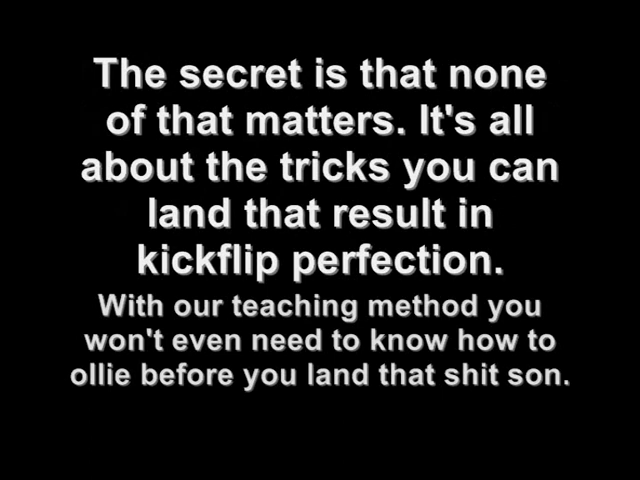 The secret is that none
of that matters. It's all
about the tricks you can
land that result in
kickflip perfection.
With our teaching method you
won't even need to know how to
ollie before you land that shit son.